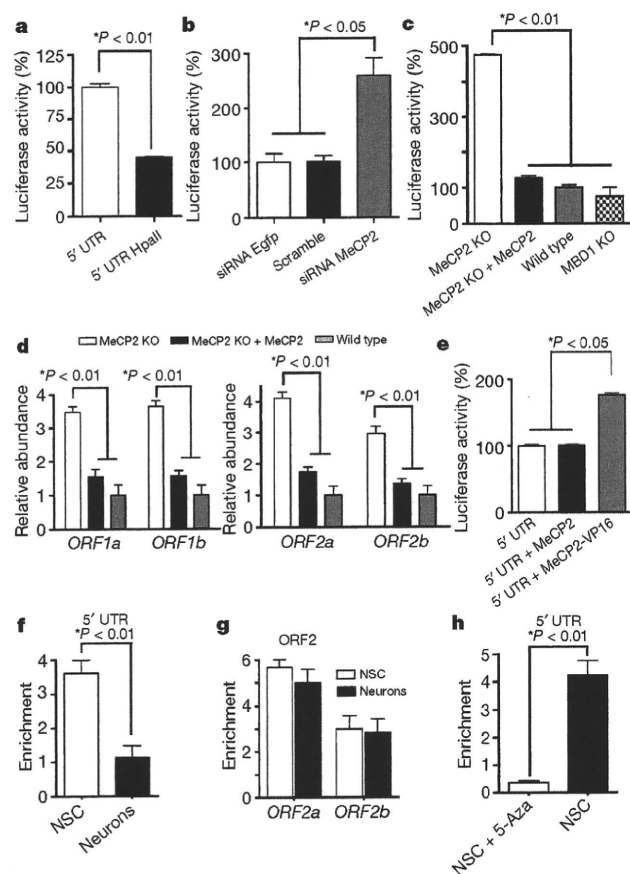 a
*P < 0.01
Luciferase activity (%)
125
100
75
50
25
0
5′ UTR
5′ UTR HpaII
b
*P < 0.05
Luciferase activity (%)
300
200
100
0
siRNA Egfp
Scramble
siRNA MeCP2
c
*P < 0.01
Luciferase activity (%)
500
100
0
MeCP2 KO
MeCP2 KO + MeCP2
Wild type
MBD1 KO
d
MeCP2 KO
MeCP2 KO + MeCP2
Wild type
*P < 0.01
*P < 0.01
Relative abundance
4
3
2
1
0
ORF1a
ORF1b
*P < 0.01
*P < 0.01
Relative abundance
4
3
2
1
0
ORF2a
ORF2b
e
*P < 0.05
Luciferase activity (%)
200
100
0
5′ UTR
5′ UTR + MeCP2
5′ UTR + MeCP2-VP16
f
5′ UTR
*P < 0.01
Enrichment
4
3
2
1
0
NSC
Neurons
g
ORF2
NSC
Neurons
Enrichment
6
4
2
0
ORF2a
ORF2b
h
5′ UTR
*P < 0.01
Enrichment
5
4
3
2
1
0
NSC + 5-Aza
NSC